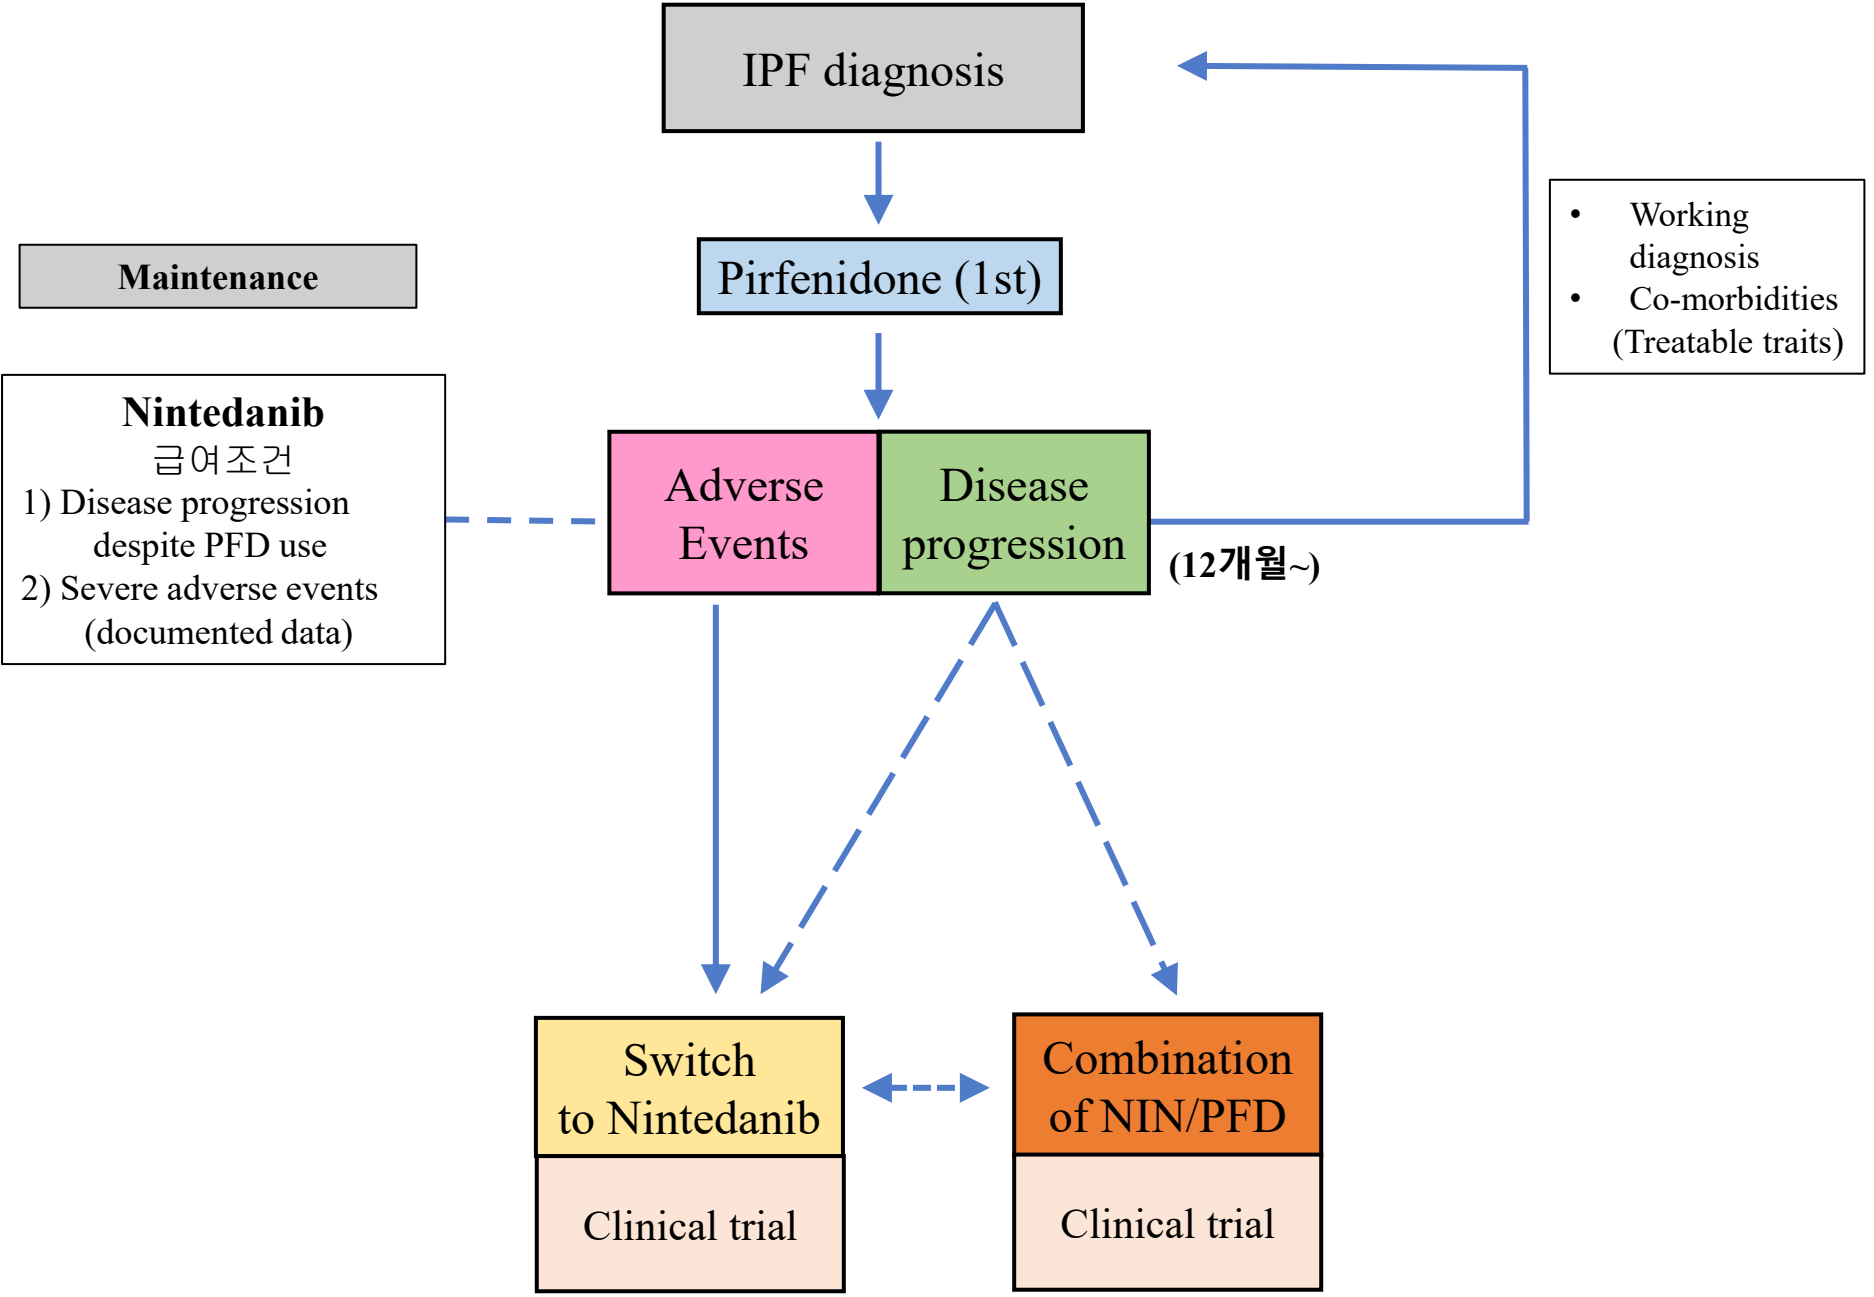 IPF diagnosis
• Working
diagnosis
• Co-morbidities
(Treatable traits)
Maintenance
Pirfenidone (1st)
Nintedanib
급여조건
1) Disease progression
despite PFD use
2) Severe adverse events
(documented data)
Adverse
Events
Disease
progression
(12개월~)
Switch
to Nintedanib
Clinical trial
Combination
of NIN/PFD
Clinical trial